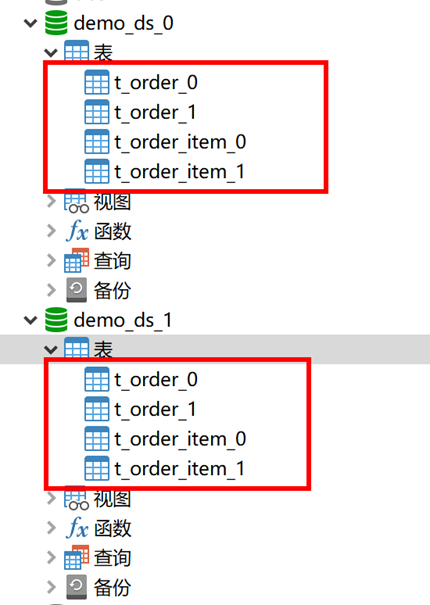 demo_ds_0
表
t_order_0
t_order_1
t_order_item_0
t_order_item_1
视图
fx 函数
查询
备份
demo_ds_1
表
t_order_0
t_order_1
t_order_item_0
t_order_item_1
视图
fx 函数
查询
备份